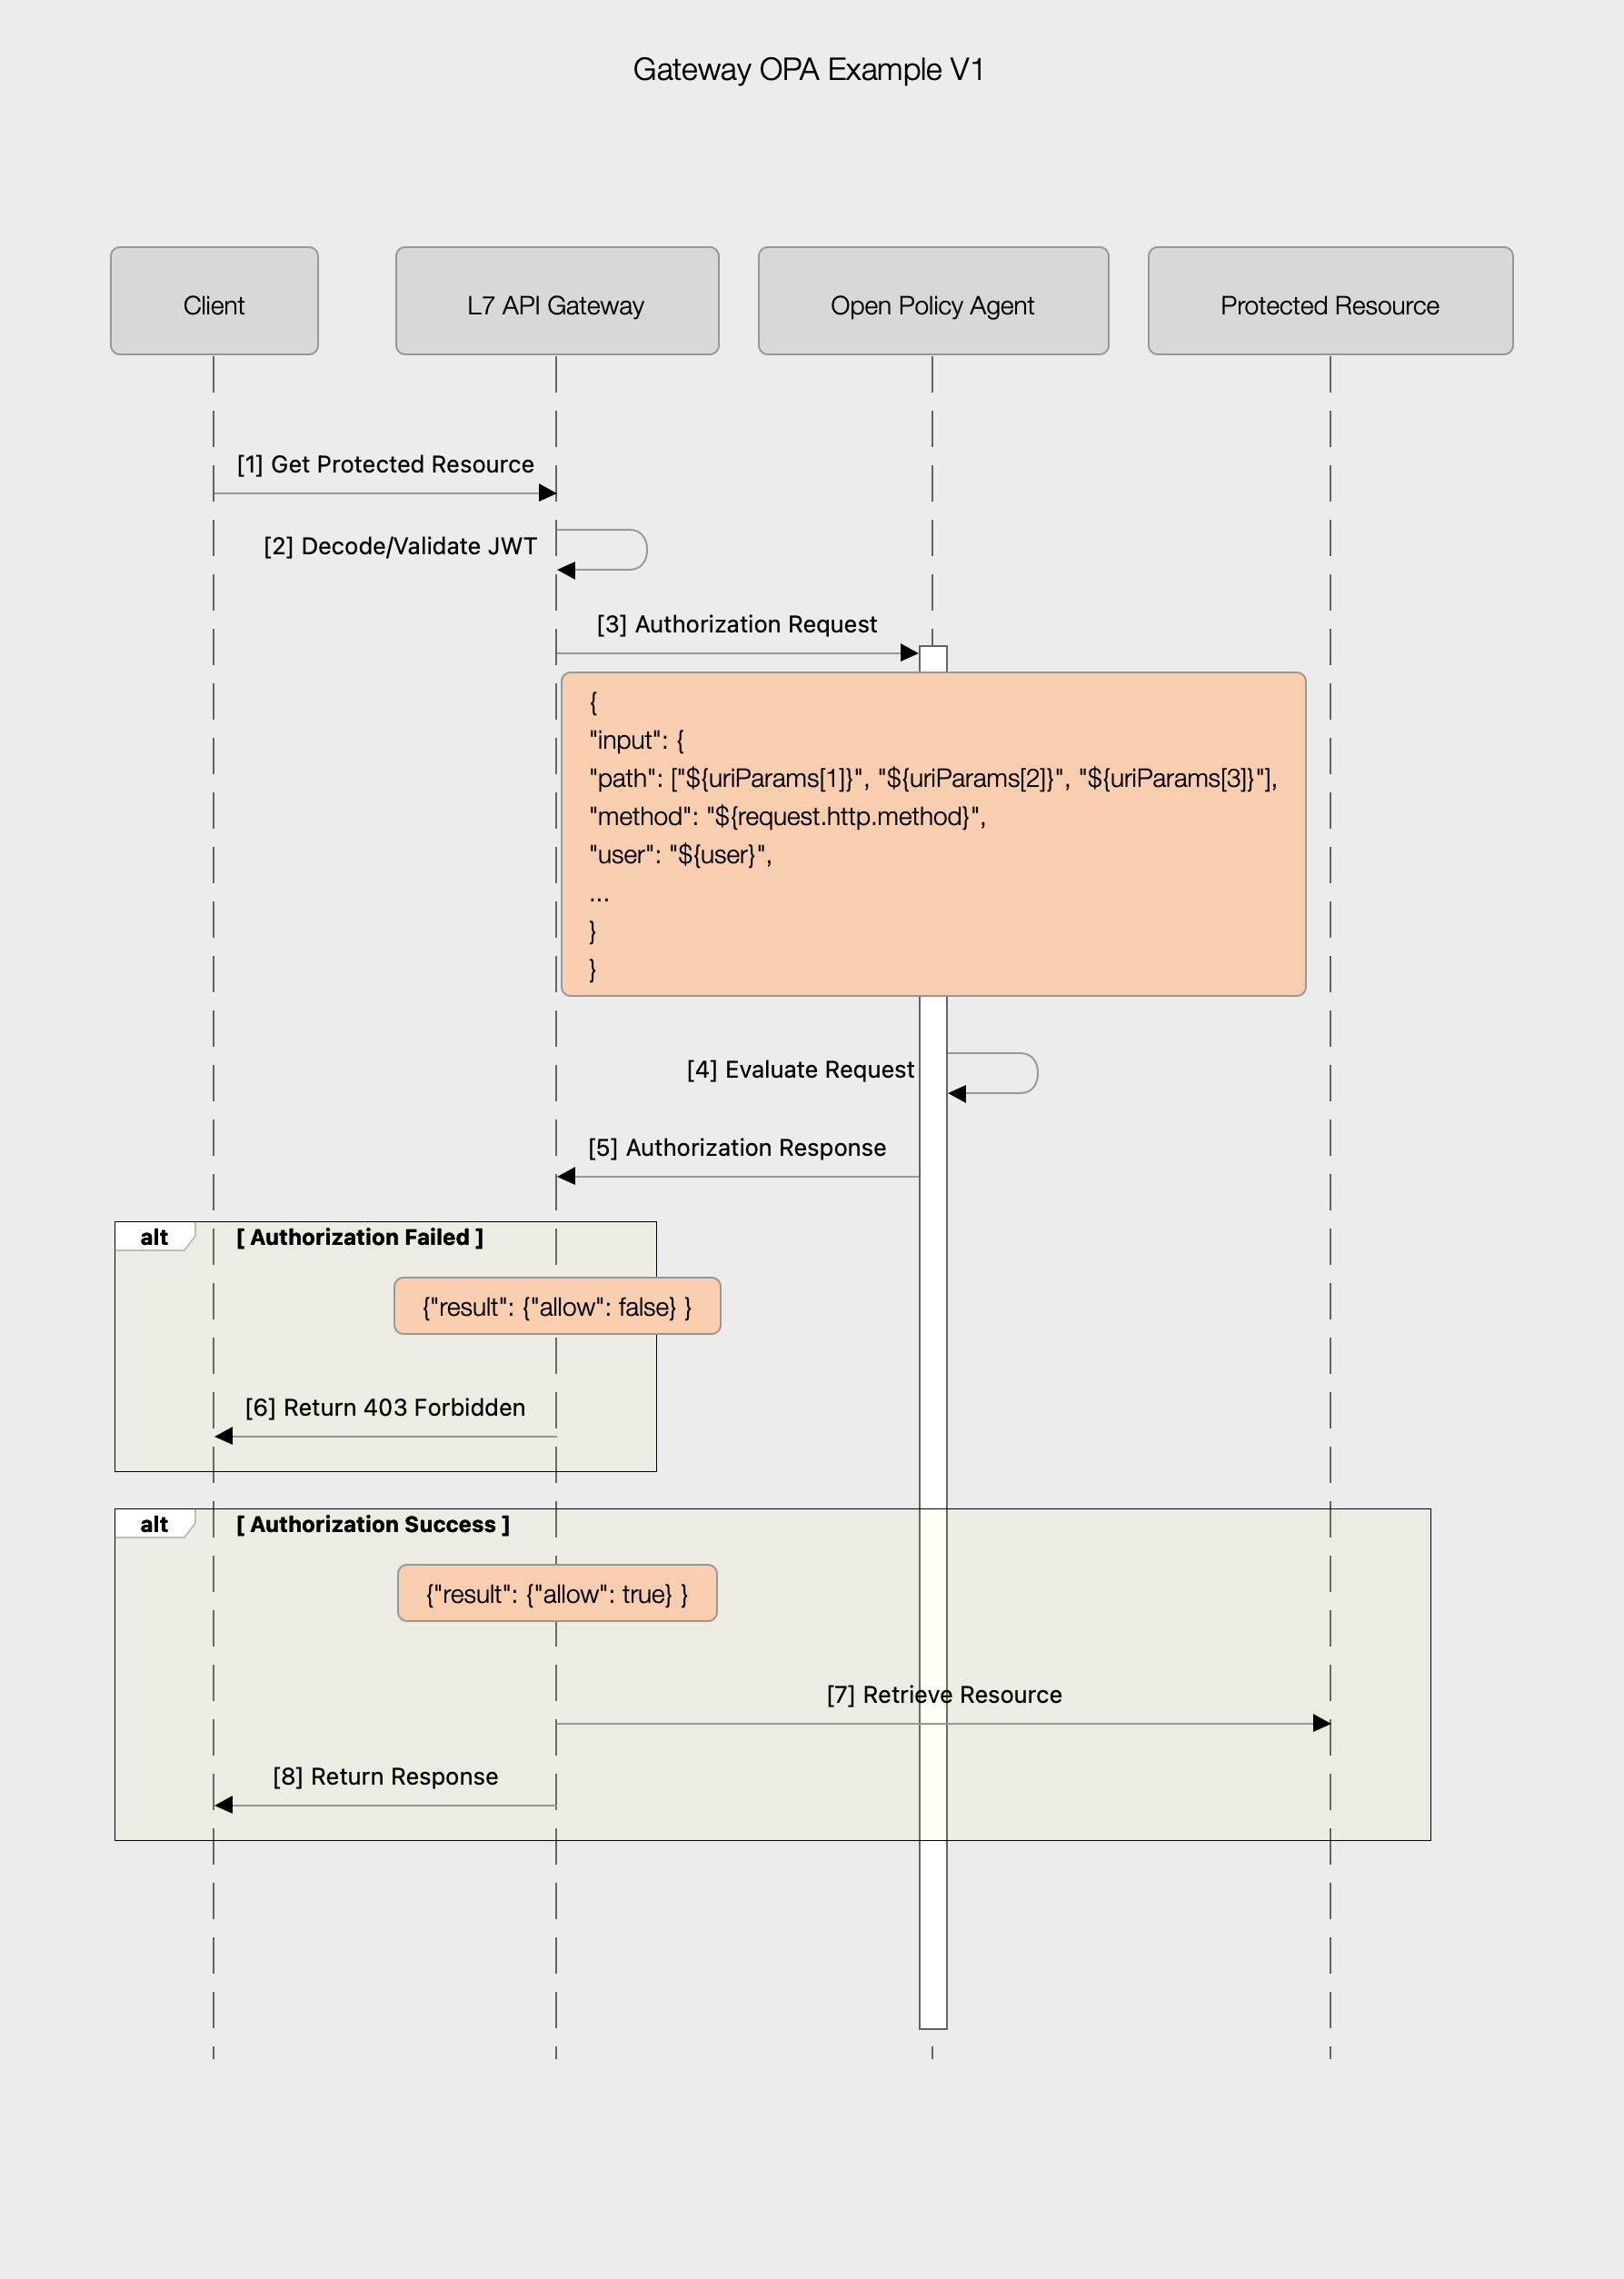 Gateway OPA Example V1
Client
L7 API Gateway
Open Policy Agent
Protected Resource
[1] Get Protected Resource
[2] Decode/Validate JWT
[3] Authorization Request
{
"input": {
"path": ["${uriParams[1]}", "${uriParams[2]}", "${uriParams[3]}"],
"method": "${request.http.method}",
"user": "${user}",
...
}
}
[4] Evaluate Request
[5] Authorization Response
alt [ Authorization Failed ]
{"result": {"allow": false} }
[6] Return 403 Forbidden
alt [ Authorization Success ]
{"result": {"allow": true} }
[7] Retrieve Resource
[8] Return Response